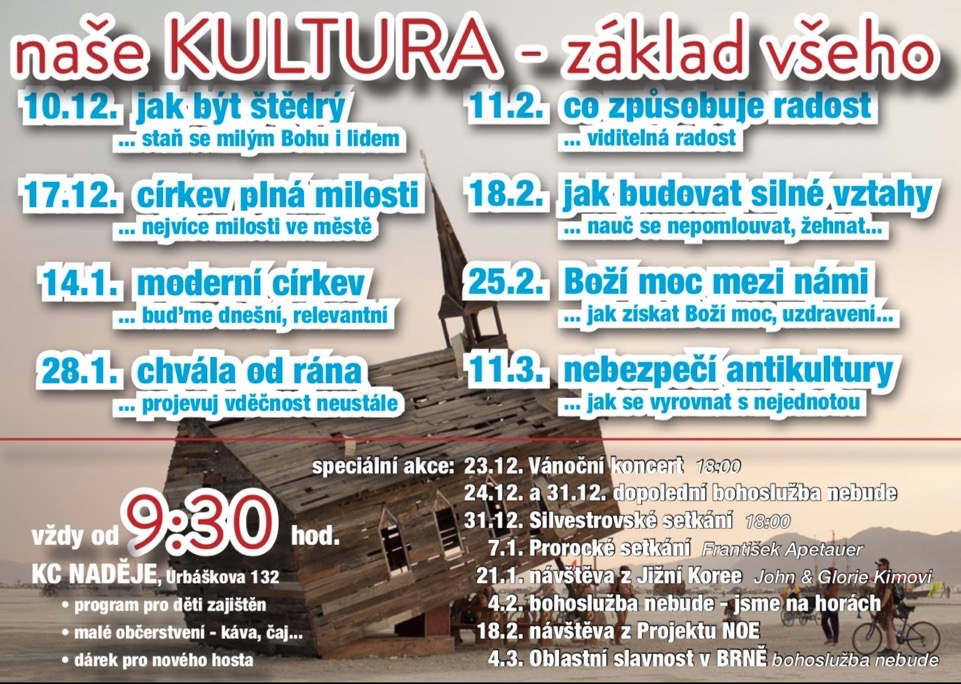 naše KULTURA - základ všeho
10.12. jak být štědrý
... staň se milým Bohu i lidem
17.12. církev plná milosti
... nejvíce milosti ve městě
14.1. moderní církev
... buďme dnešní, relevantní
28.1. chvála od rána
... projevuj vděčnost neustále
11.2. co způsobuje radost
... viditelná radost
18.2. jak budovat silné vztahy
... nauč se nepomlouvat, žehnat...
25.2. Boží moc mezi námi
... jak získat Boží moc, uzdravení...
11.3. nebezpečí antikultury
... jak se vyrovnat s nejednotou
vždy od 9:30 hod.
KC NADĚJE, Urbáškova 132
• program pro děti zajištěn
• malé občerstvení - káva, čaj...
• dárek pro nového hosta
speciální akce: 23.12. Vánoční koncert 18:00
24.12. a 31.12. dopolední bohoslužba nebude
31.12. Silvestrovské setkání 18:00
7.1. Prorocké setkání František Apetauer
21.1. návštěva z Jižní Koree John & Glorie Kimovi
4.2. bohoslužba nebude - jsme na horách
18.2. návštěva z Projektu NOE
4.3. Oblastní slavnost v BRNĚ bohoslužba nebude